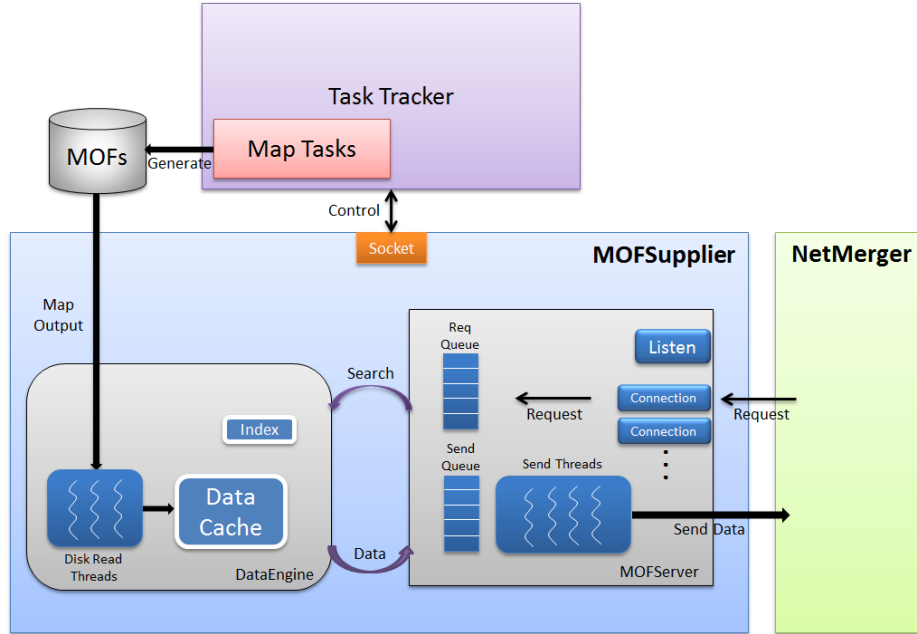 Task Tracker
Map Tasks
MOFs
Generate
Control
Socket
MOFSupplier
NetMerger
Map
Output
Req
Queue
Listen
Search
Connection
Request
Request
Connection
Index
Send
Queue
Send Threads
Data
Cache
Send Data
Disk Read
Threads
Data
DataEngine
MOFServer